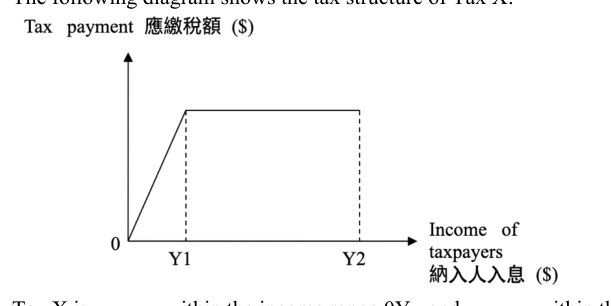 The following diagram shows the tax structure of Tax X.
Tax payment 應繳稅額 ($)
0
Y1
Y2
Income of
taxpayers
納入人入息 ($)
Tax X is within the income range 0Y and within th